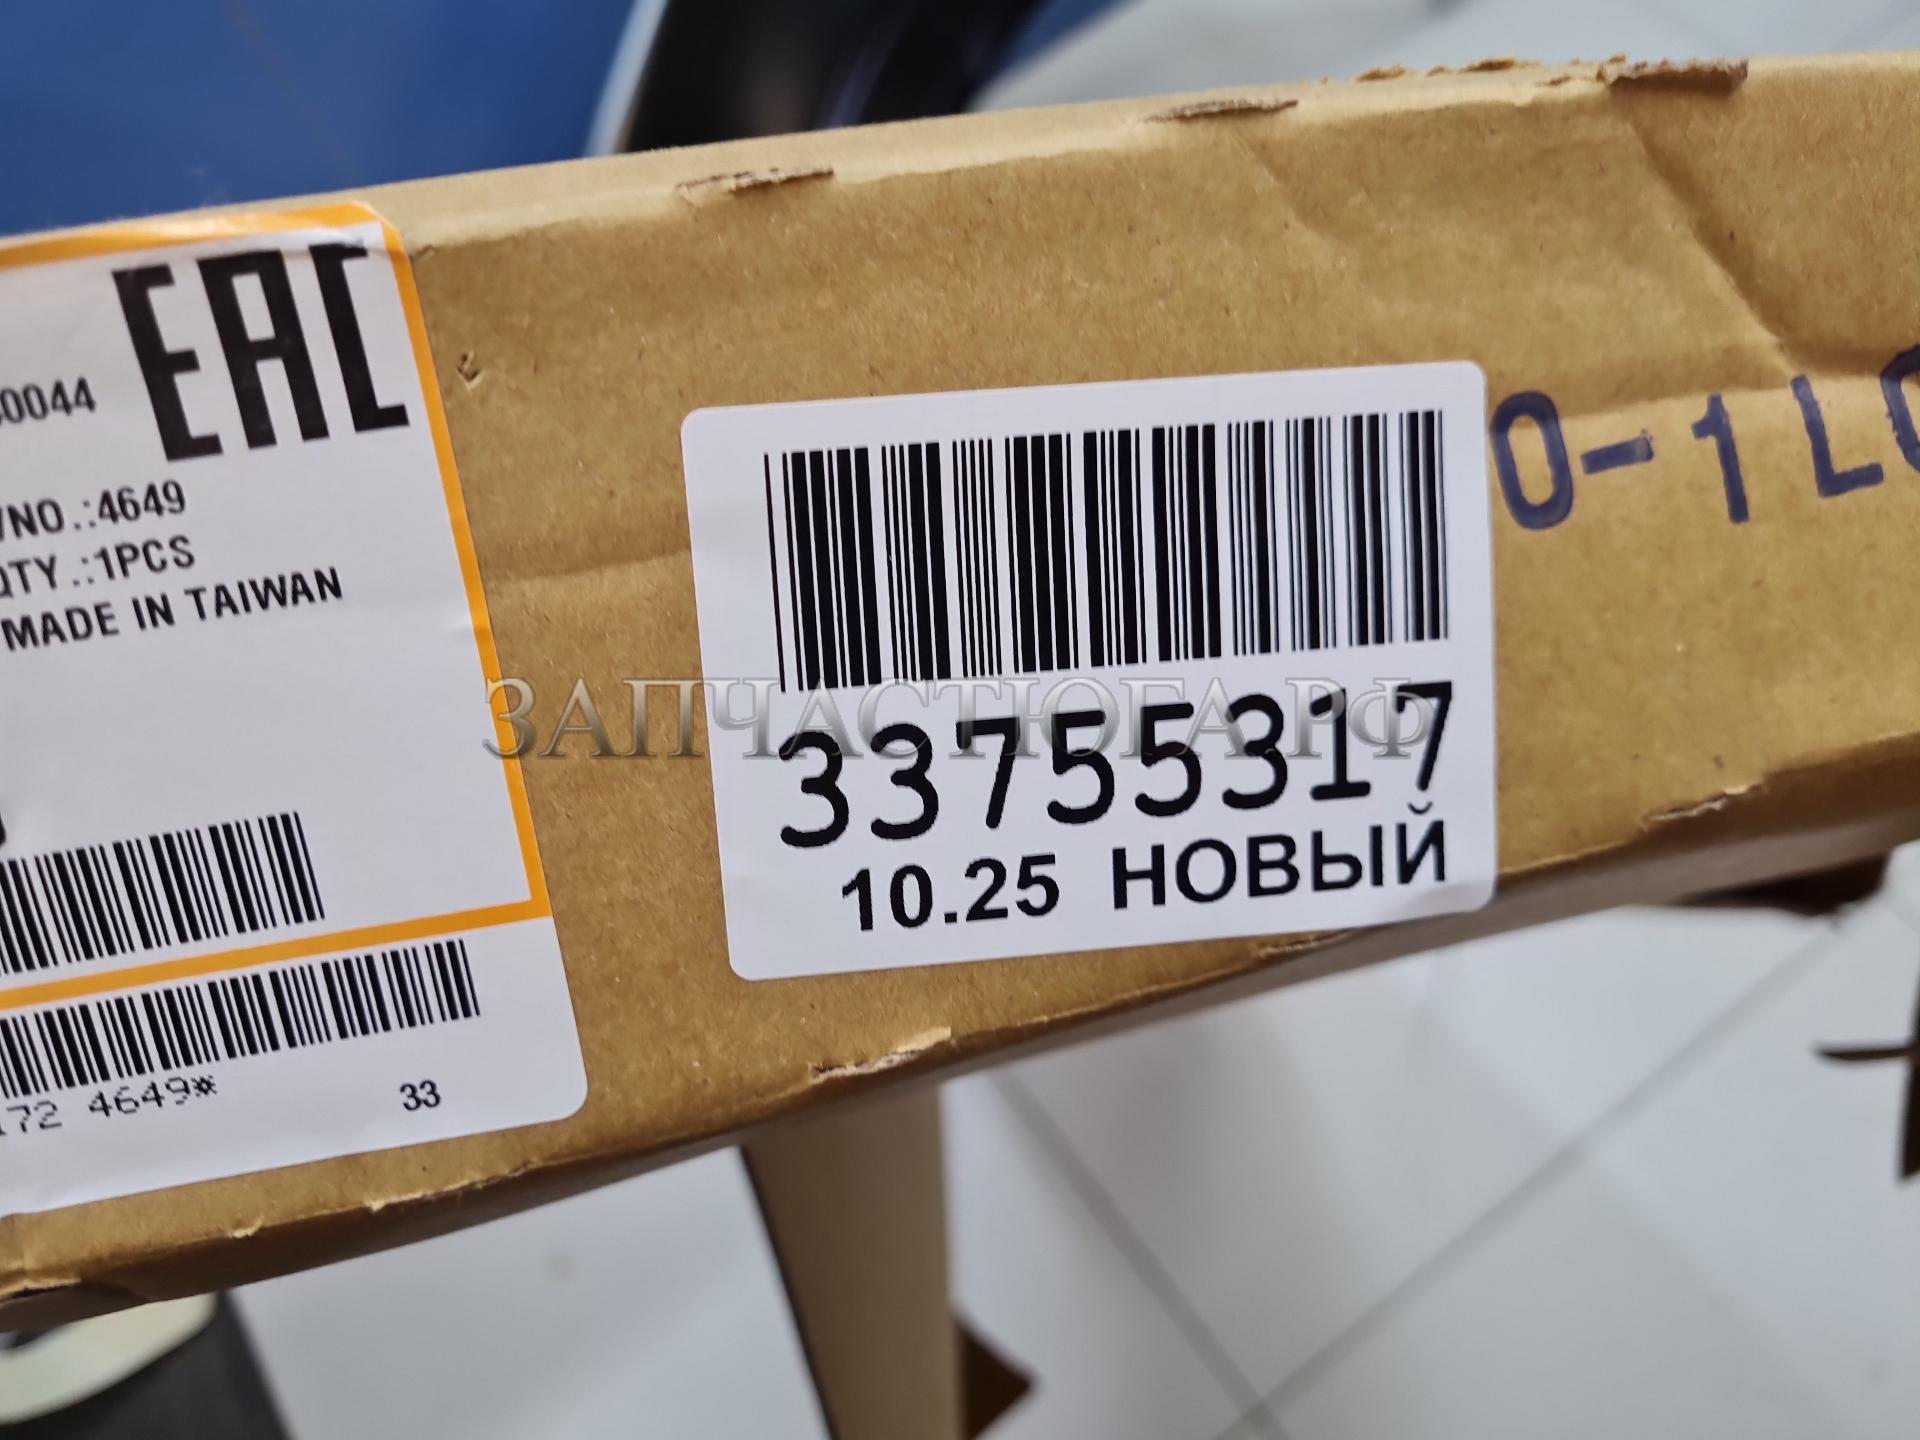 EAC
0044
/NO.:4649
QTY.:1PCS
MADE IN TAIWAN
172 4649*
33
33755317
10.25 НОВЫЙ
0-1L
ЗАПЧАСТЮГА.РФ